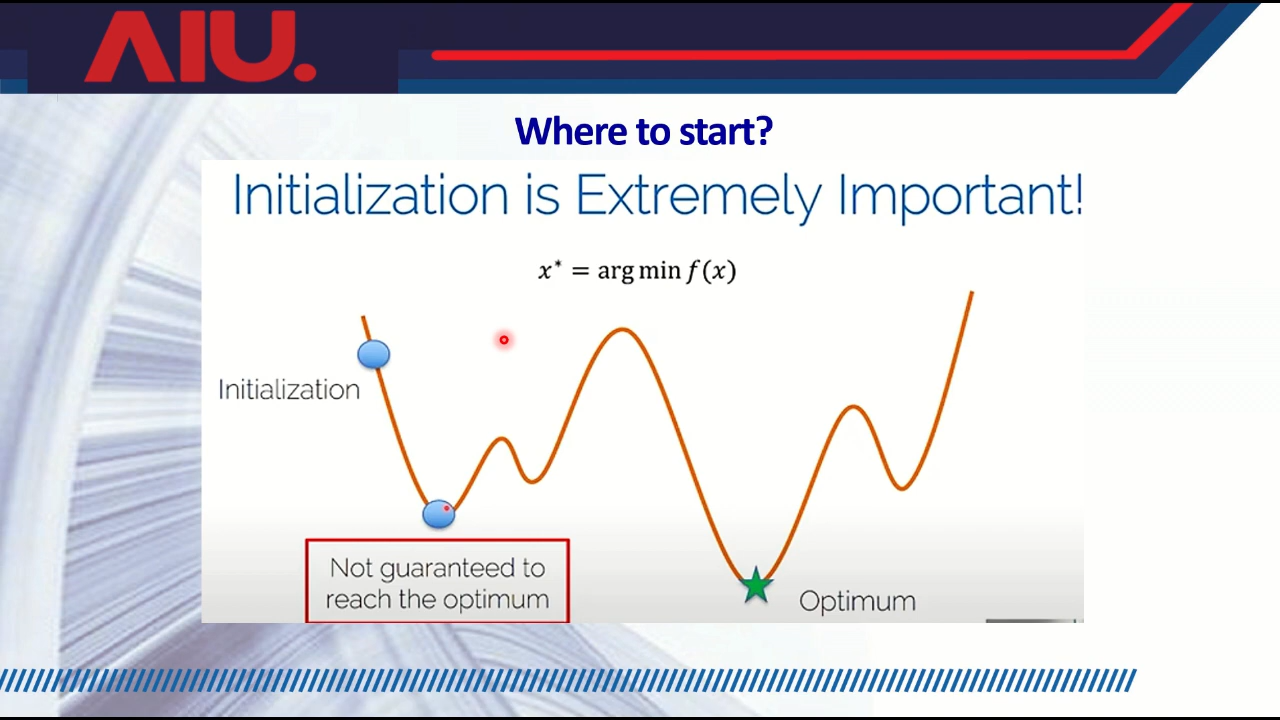 AIU.
Where to start?
Initialization is Extremely Important!
x* = arg min f(x)
Initialization
Not guaranteed to
reach the optimum
Optimum